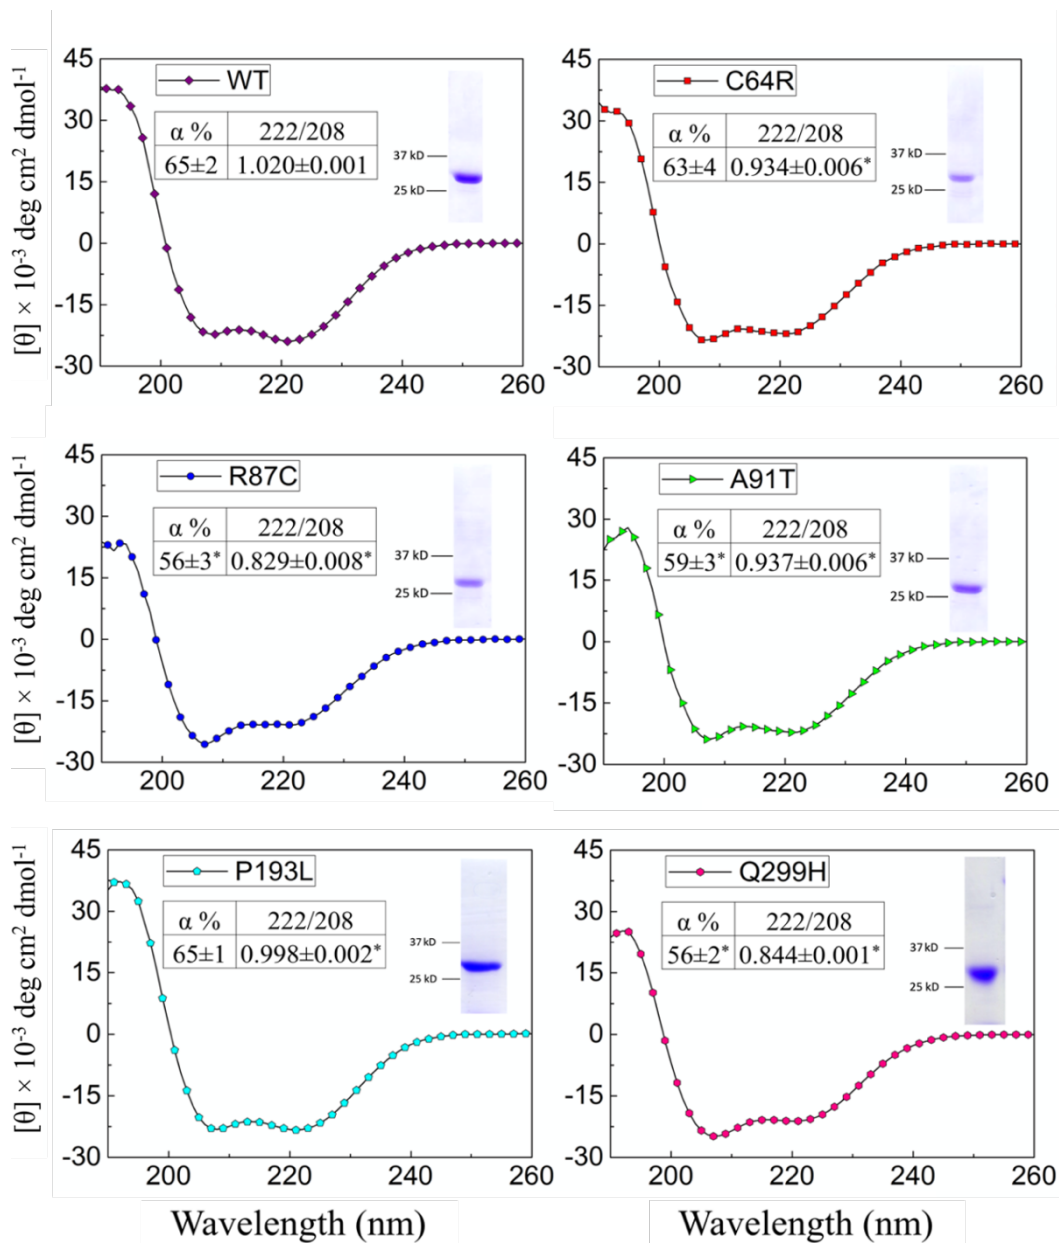 [θ] × 10⁻³ deg cm² dmol⁻¹
45
30
15
0
-15
-30
WT
α % 222/208
65±2 1.020±0.001
37 kD
25 kD
200 220 240 260
45
30
15
0
-15
-30
C64R
α % 222/208
63±4 0.934±0.006*
37 kD
25 kD
200 220 240 260
[θ] × 10⁻³ deg cm² dmol⁻¹
45
30
15
0
-15
-30
R87C
α % 222/208
56±3* 0.829±0.008*
37 kD
25 kD
200 220 240 260
45
30
15
0
-15
-30
A91T
α % 222/208
59±3* 0.937±0.006*
37 kD
25 kD
200 220 240 260
[θ] × 10⁻³ deg cm² dmol⁻¹
45
30
15
0
-15
-30
P193L
α % 222/208
65±1 0.998±0.002*
37 kD
25 kD
200 220 240 260
45
30
15
0
-15
-30
Q299H
α % 222/208
56±2* 0.844±0.001*
37 kD
25 kD
200 220 240 260
Wavelength (nm) Wavelength (nm)